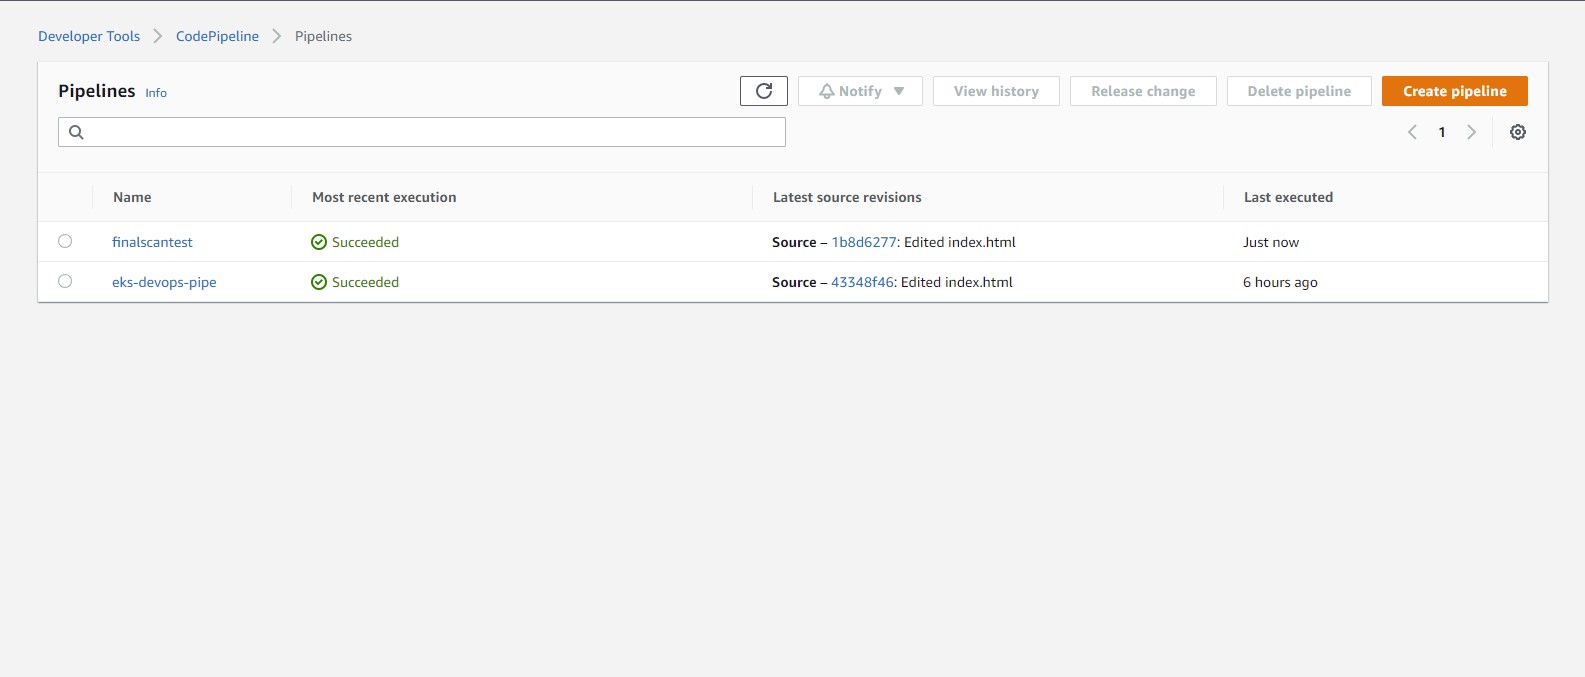 Developer Tools > CodePipeline > Pipelines
Pipelines Info Notify View history Release change Delete pipeline Create pipeline
1
Name Most recent execution Latest source revisions Last executed
finalscantest Succeeded Source – 1b8d6277: Edited index.html Just now
eks-devops-pipe Succeeded Source – 43348f46: Edited index.html 6 hours ago